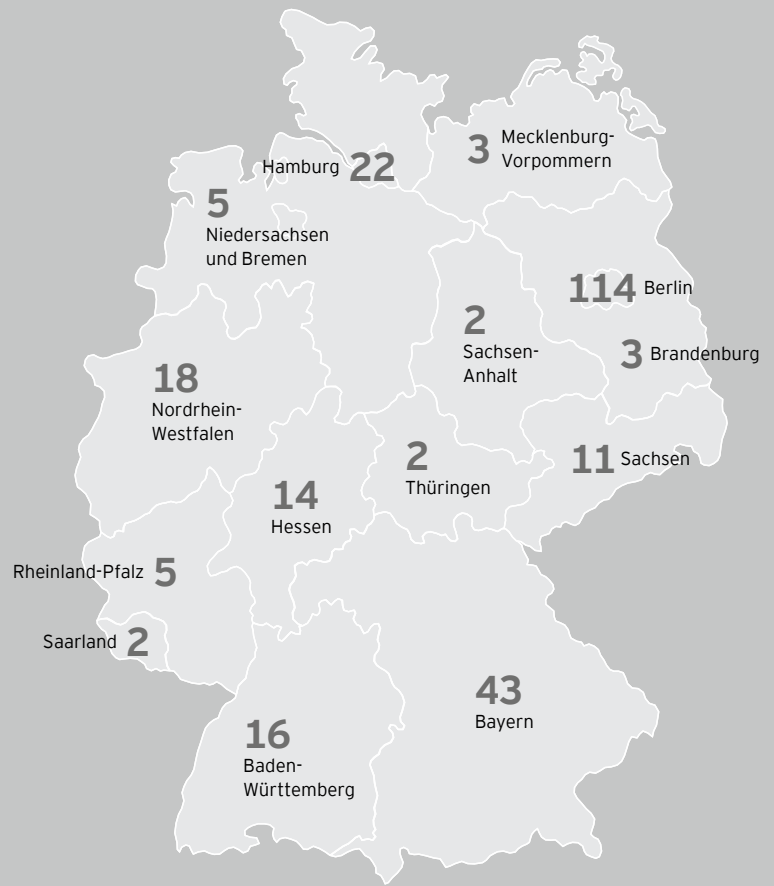 3 Mecklenburg-
Vorpommern
Hamburg 22
5
Niedersachsen
und Bremen
114 Berlin
2
Sachsen-
Anhalt
3 Brandenburg
18
Nordrhein-
Westfalen
2
Thüringen
11 Sachsen
14
Hessen
Rheinland-Pfalz 5
Saarland 2
43
Bayern
16
Baden-
Württemberg